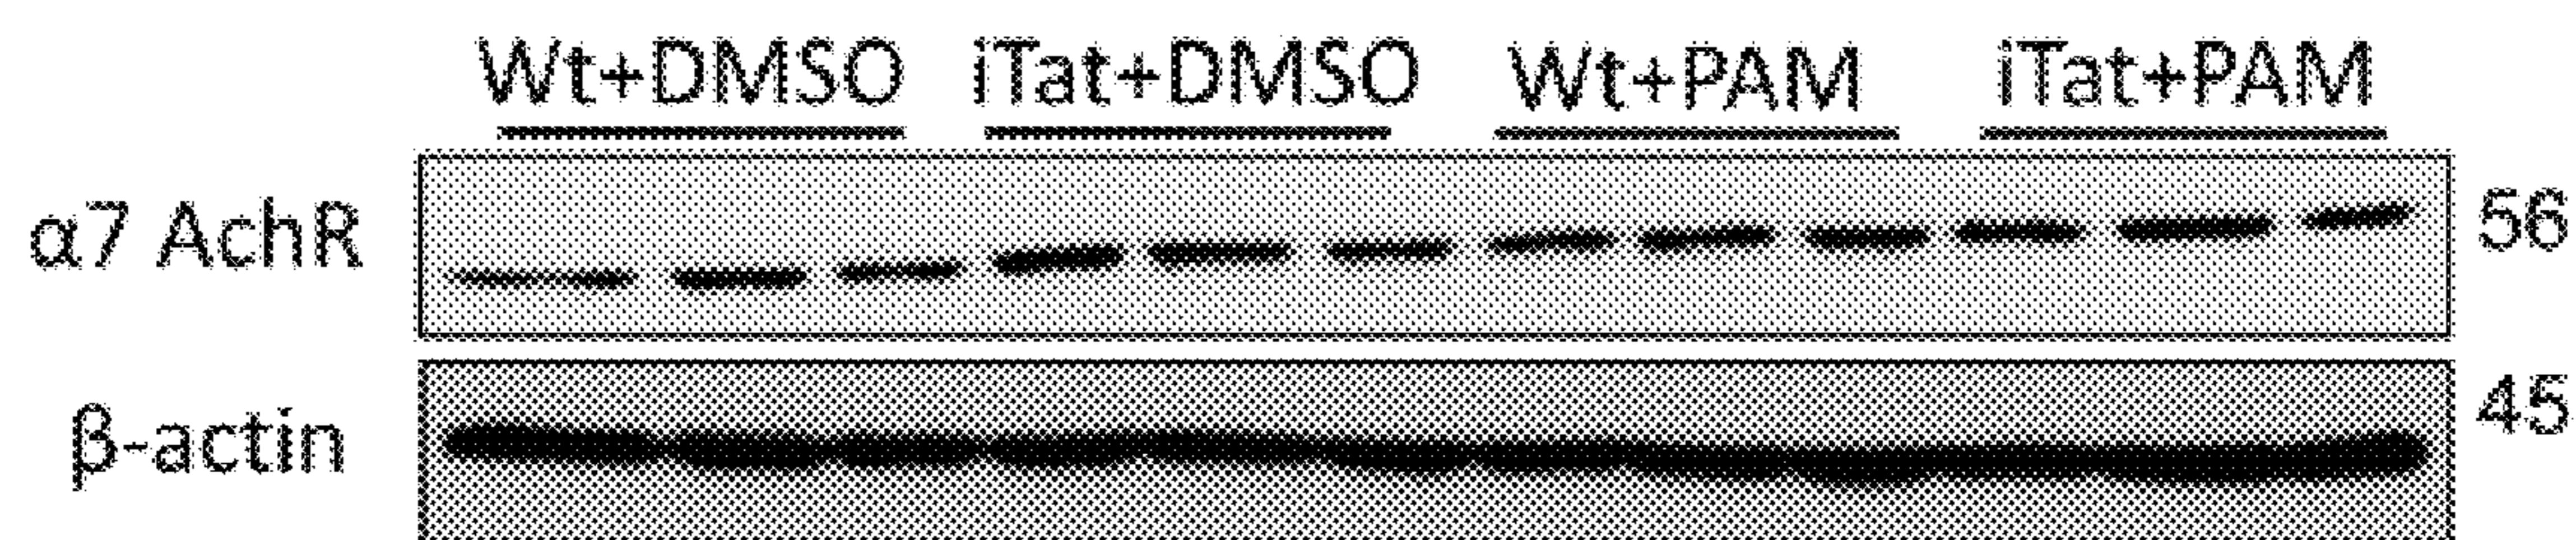 Wt+DMSO iTat+DMSO Wt+PAM iTat+PAM
α7 AchR 56
β-actin 45